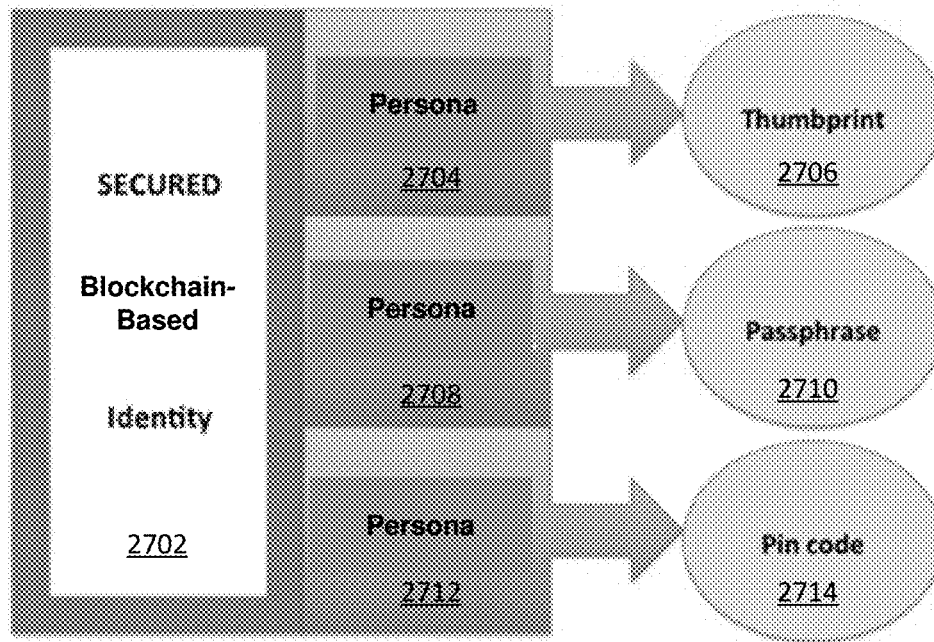 SECURED
Blockchain-
Based
Identity
2702
Persona
2704
Thumbprint
2706
Persona
2708
Passphrase
2710
Persona
2712
Pin code
2714